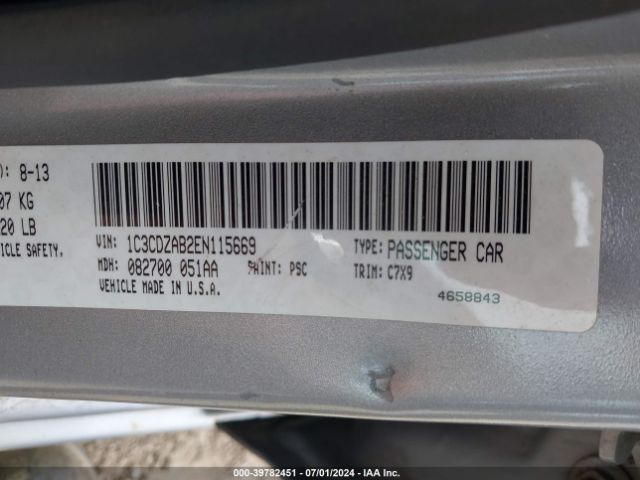 ): 8-13
07 KG
20 LB
HICLE SAFETY,
VIN: 1C3CDZAB2EN115669 TYPE: PASSENGER CAR
MDH: 082700 051AA PAINT: PSC TRIM: C7X9
VEHICLE MADE IN U.S.A.
4658843
000-39782451 - 07/01/2024 - IAA Inc.